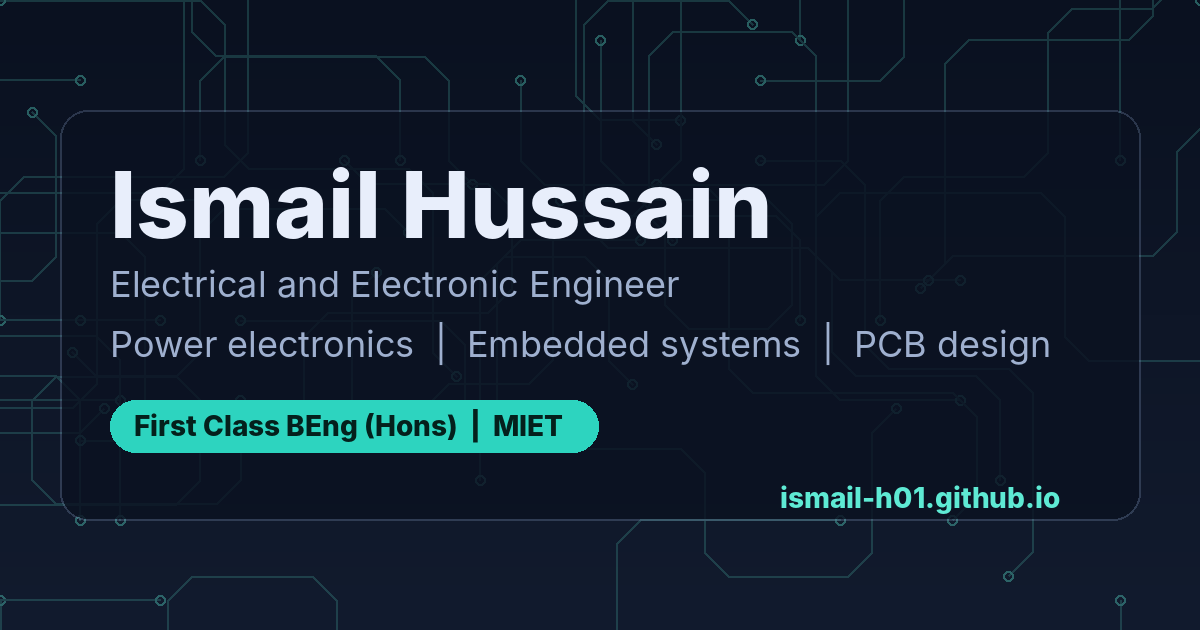 Ismail Hussain
Electrical and Electronic Engineer
Power electronics | Embedded systems | PCB design
First Class BEng (Hons) | MIET
ismail-h01.github.io